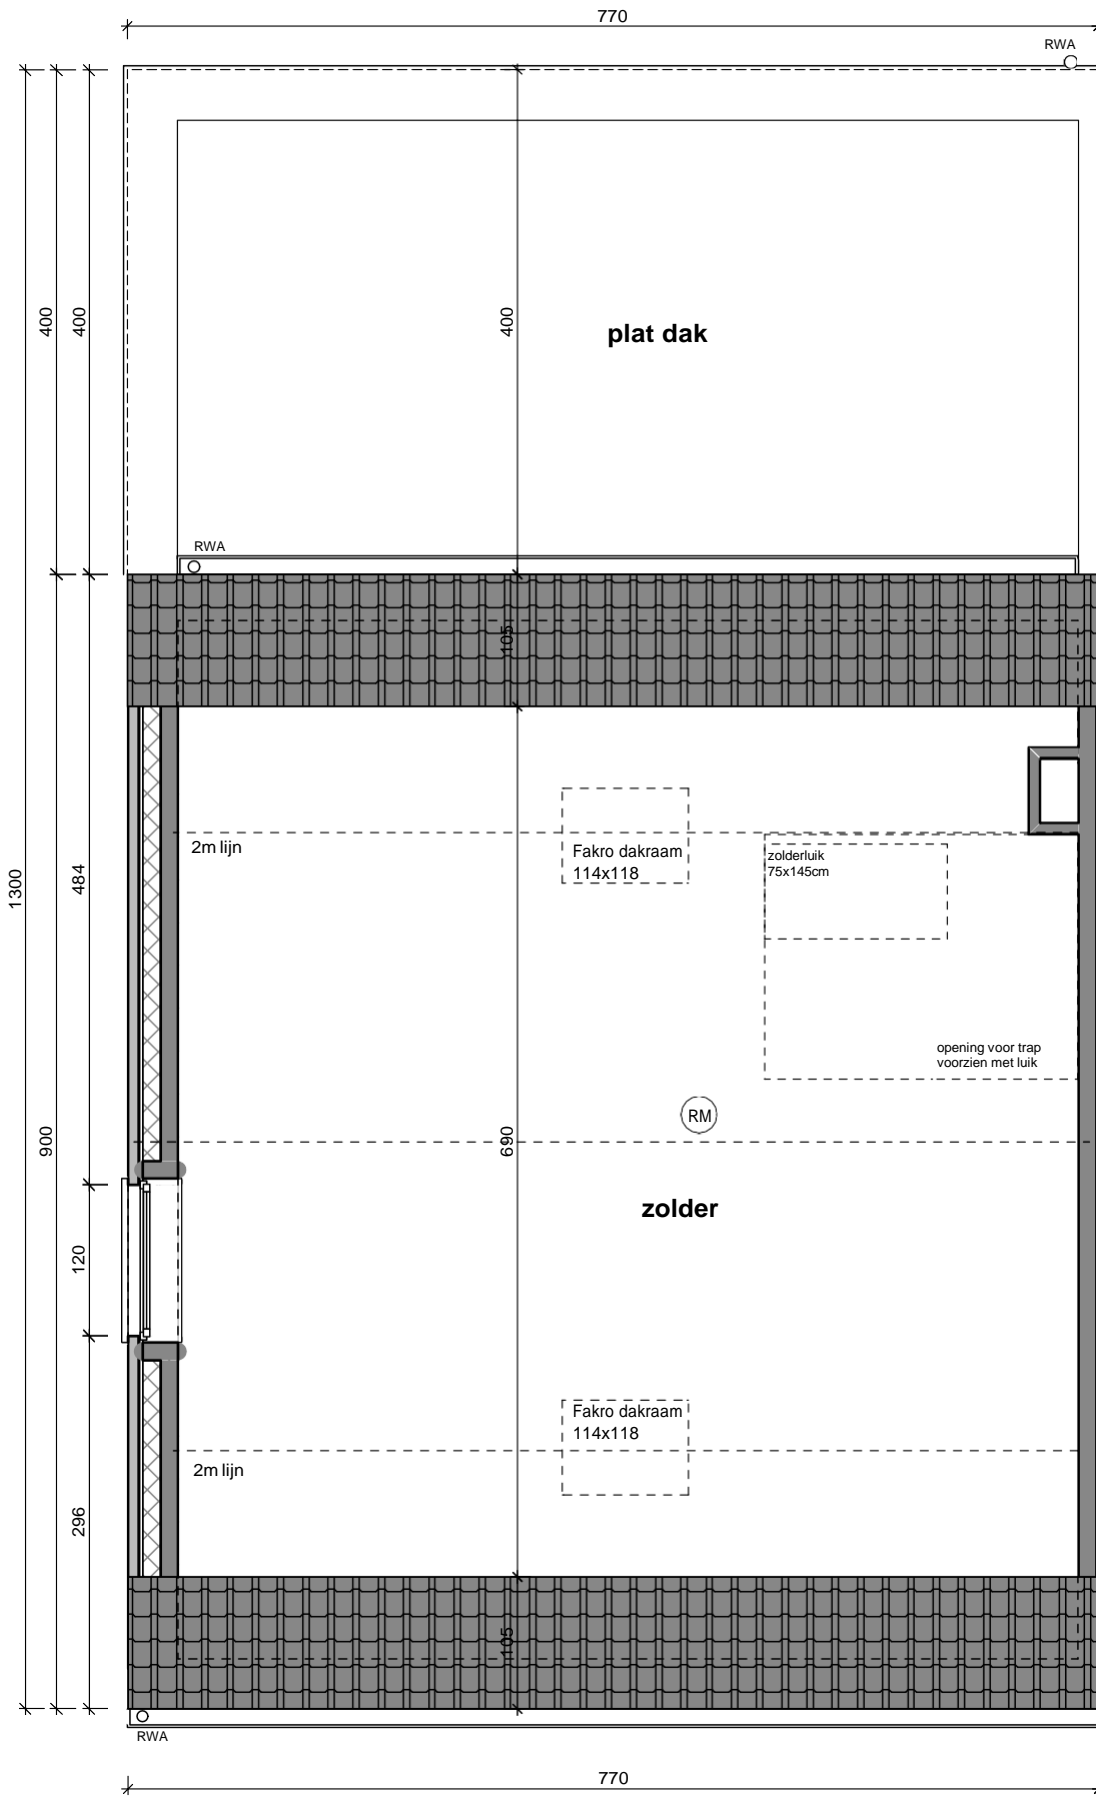 770
RWA
400
400
400
plat dak
RWA
105
2m lijn
Fakro dakraam
114x118
zolderluik
75x145cm
484
1300
opening voor trap
voorzien met luik
RM
900
690
zolder
120
Fakro dakraam
114x118
2m lijn
296
105
RWA
770